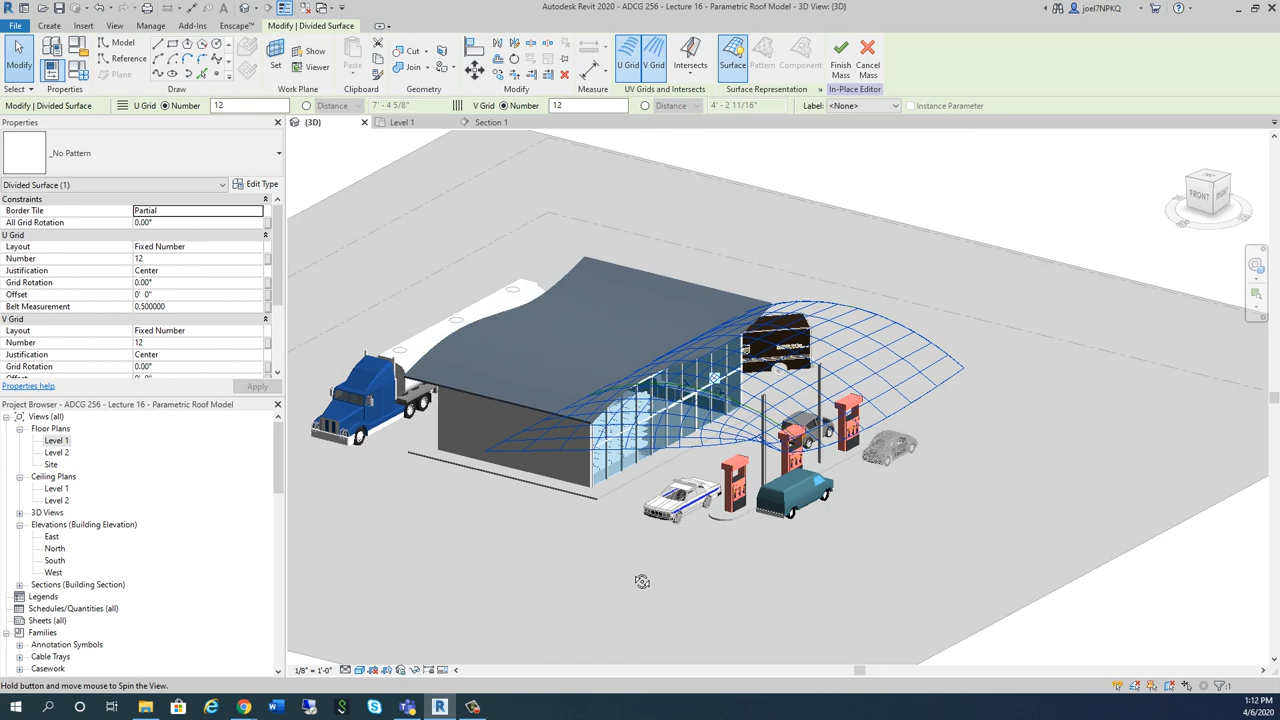 Autodesk Revit 2020 - ADCG 256 - Lecture 16 - Parametric Roof Model - 3D View: {3D}
joel7NPKQ
File Create Insert View Manage Add-Ins Enscape™ Modify | Divided Surface
Modify
Model
Reference
Plane
Set
Show
Viewer
Paste
Cut
Join
U Grid
V Grid
Intersects
Surface
Pattern
Component
Finish Mass
Cancel Mass
Select Properties Draw Work Plane Clipboard Geometry Modify Measure UV Grids and Intersects Surface Representation In-Place Editor
Modify | Divided Surface U Grid Number 12 Distance 7' - 4 5/8" V Grid Number 12 Distance 4' - 2 11/16" Label: <None> Instance Parameter
Properties
{3D} Level 1 Section 1
_No Pattern
Divided Surface (1) Edit Type
Constraints
Border Tile Partial
All Grid Rotation 0.00°
U Grid
Layout Fixed Number
Number 12
Justification Center
Grid Rotation 0.00°
Offset 0' 0"
Belt Measurement 0.500000
V Grid
Layout Fixed Number
Number 12
Justification Center
Grid Rotation 0.00°
Properties help Apply
Project Browser - ADCG 256 - Lecture 16 - Parametric Roof Model
Views (all)
Floor Plans
Level 1
Level 2
Site
Ceiling Plans
Level 1
Level 2
3D Views
Elevations (Building Elevation)
East
North
South
West
Sections (Building Section)
Legends
Schedules/Quantities (all)
Sheets (all)
Families
Annotation Symbols
Cable Trays
Casework
FRONT
RIGHT
1/8" = 1'-0"
Hold button and move mouse to Spin the View.
:1
1:12 PM
4/6/2020